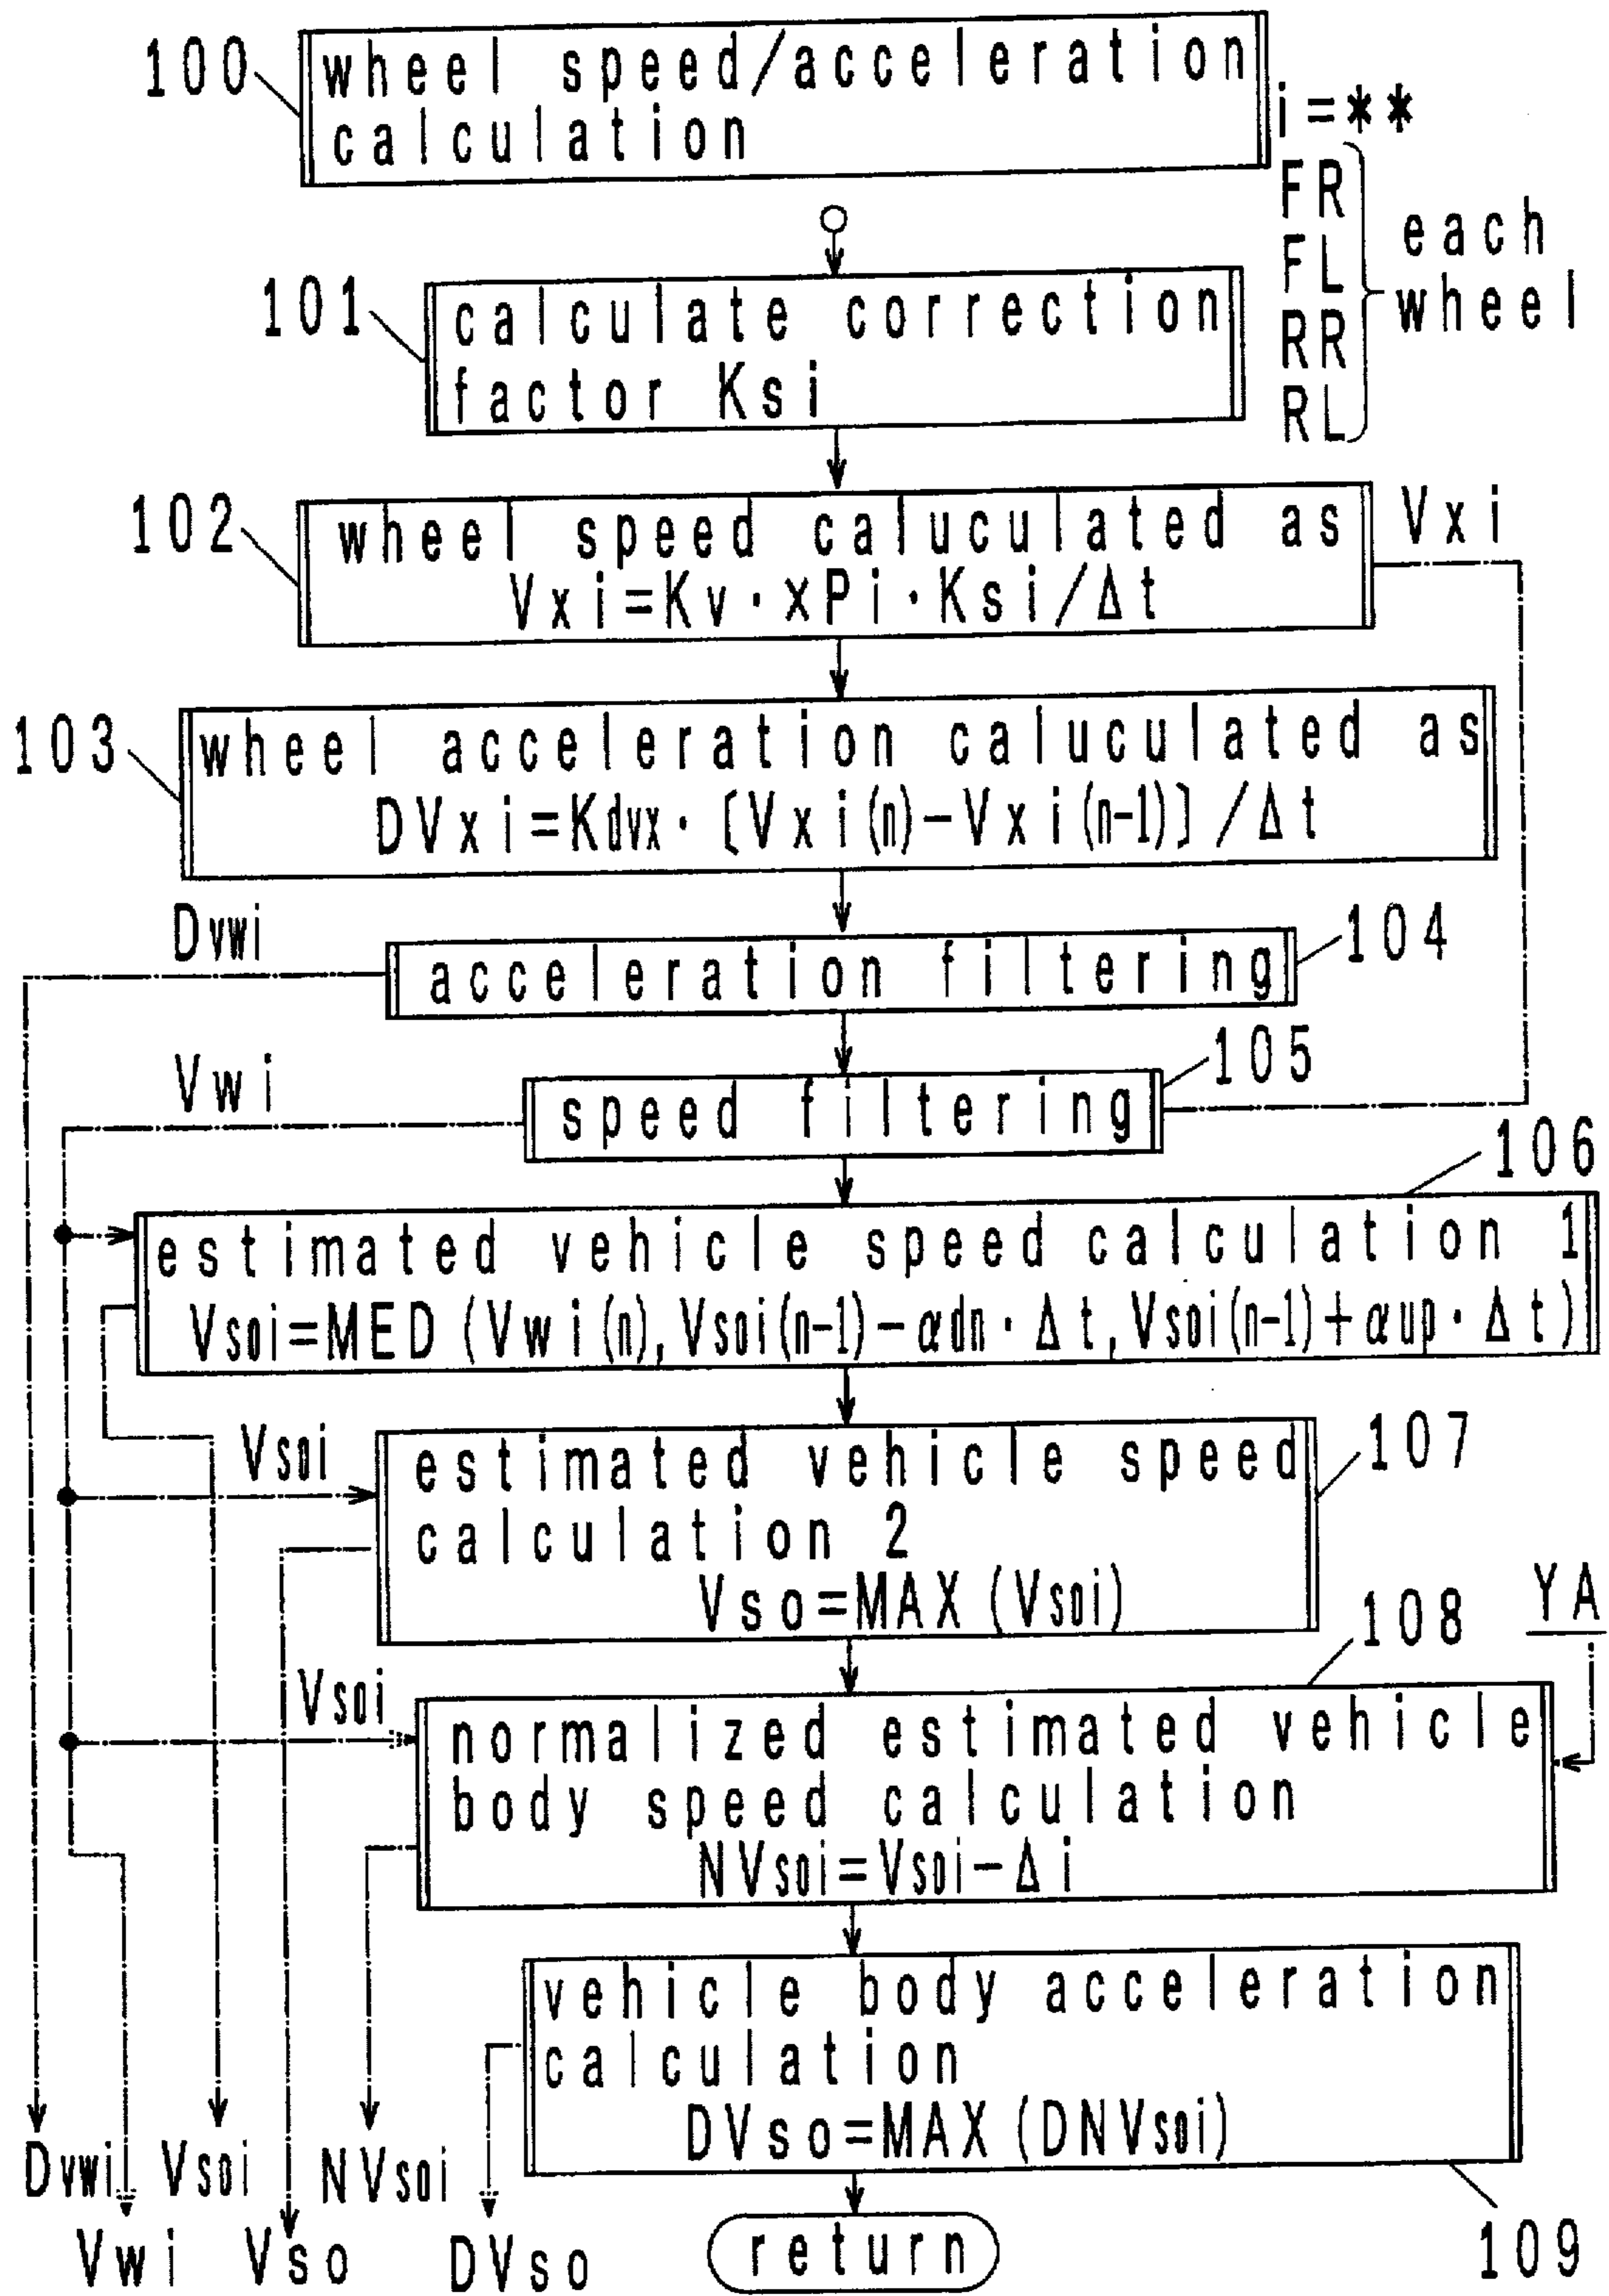 100
wheel speed/acceleration
calculation
i=**
FR
FL
RR
RL
each
wheel
101
calculate correction
factor Ksi
102
wheel speed caluculated as
Vxi=Kv·×Pi·Ksi/Δt
Vxi
103
wheel acceleration caluculated as
DVxi=Kdvx·[Vxi(n)-Vxi(n-1)]/Δt
Dvwi
acceleration filtering
104
Vwi
speed filtering
105
106
estimated vehicle speed calculation 1
Vsoi=MED(Vwi(n),Vsoi(n-1)-αdn·Δt,Vsoi(n-1)+αup·Δt)
Vsoi
estimated vehicle speed
calculation 2
Vso=MAX(Vsoi)
107
108
YA
Vsoi
normalized estimated vehicle
body speed calculation
NVsoi=Vsoi-Δi
vehicle body acceleration
calculation
DVso=MAX(DNVsoi)
109
Dvwi
Vsoi
NVsoi
Vwi
Vso
DVso
return